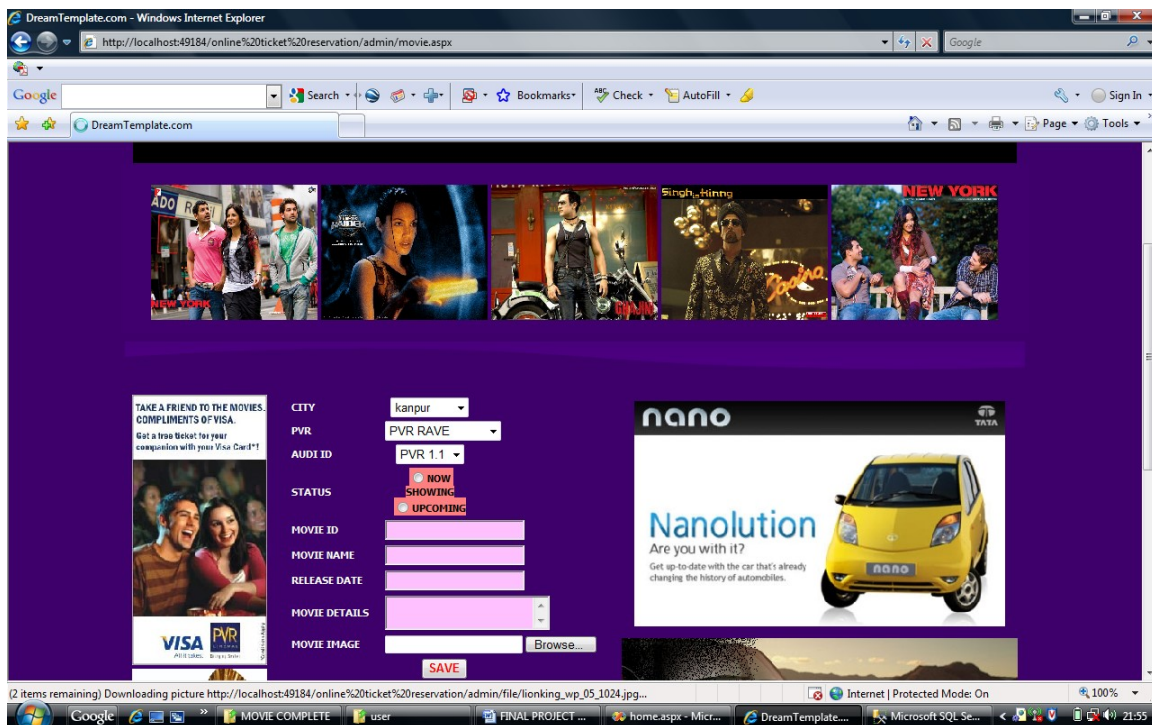 DreamTemplate.com - Windows Internet Explorer
http://localhost:49184/online%20ticket%20reservation/admin/movie.aspx
Google
Google
Search
Bookmarks
Check
AutoFill
Sign In
DreamTemplate.com
Page
Tools
NEW YORK
TOMB RAIDER
GHAJINI
Singh is Kinng
Casino
NEW YORK
TAKE A FRIEND TO THE MOVIES.
COMPLIMENTS OF VISA.
Get a free ticket for your
companion with your Visa Card*!
VISA
PVR
CITY kanpur
PVR PVR RAVE
AUDI ID PVR 1.1
STATUS
NOW
SHOWING
UPCOMING
MOVIE ID
MOVIE NAME
RELEASE DATE
MOVIE DETAILS
MOVIE IMAGE Browse...
SAVE
nano
TATA
Nanolution
Are you with it?
Get up-to-date with the car that's already
changing the history of automobiles.
nano
(2 items remaining) Downloading picture http://localhost:49184/online%20ticket%20reservation/admin/file/lionking_wp_05_1024.jpg...
Internet | Protected Mode: On
100%
Google
MOVIE COMPLETE
user
FINAL PROJECT ...
home.aspx - Micr...
DreamTemplate....
Microsoft SQL Se...
21:55